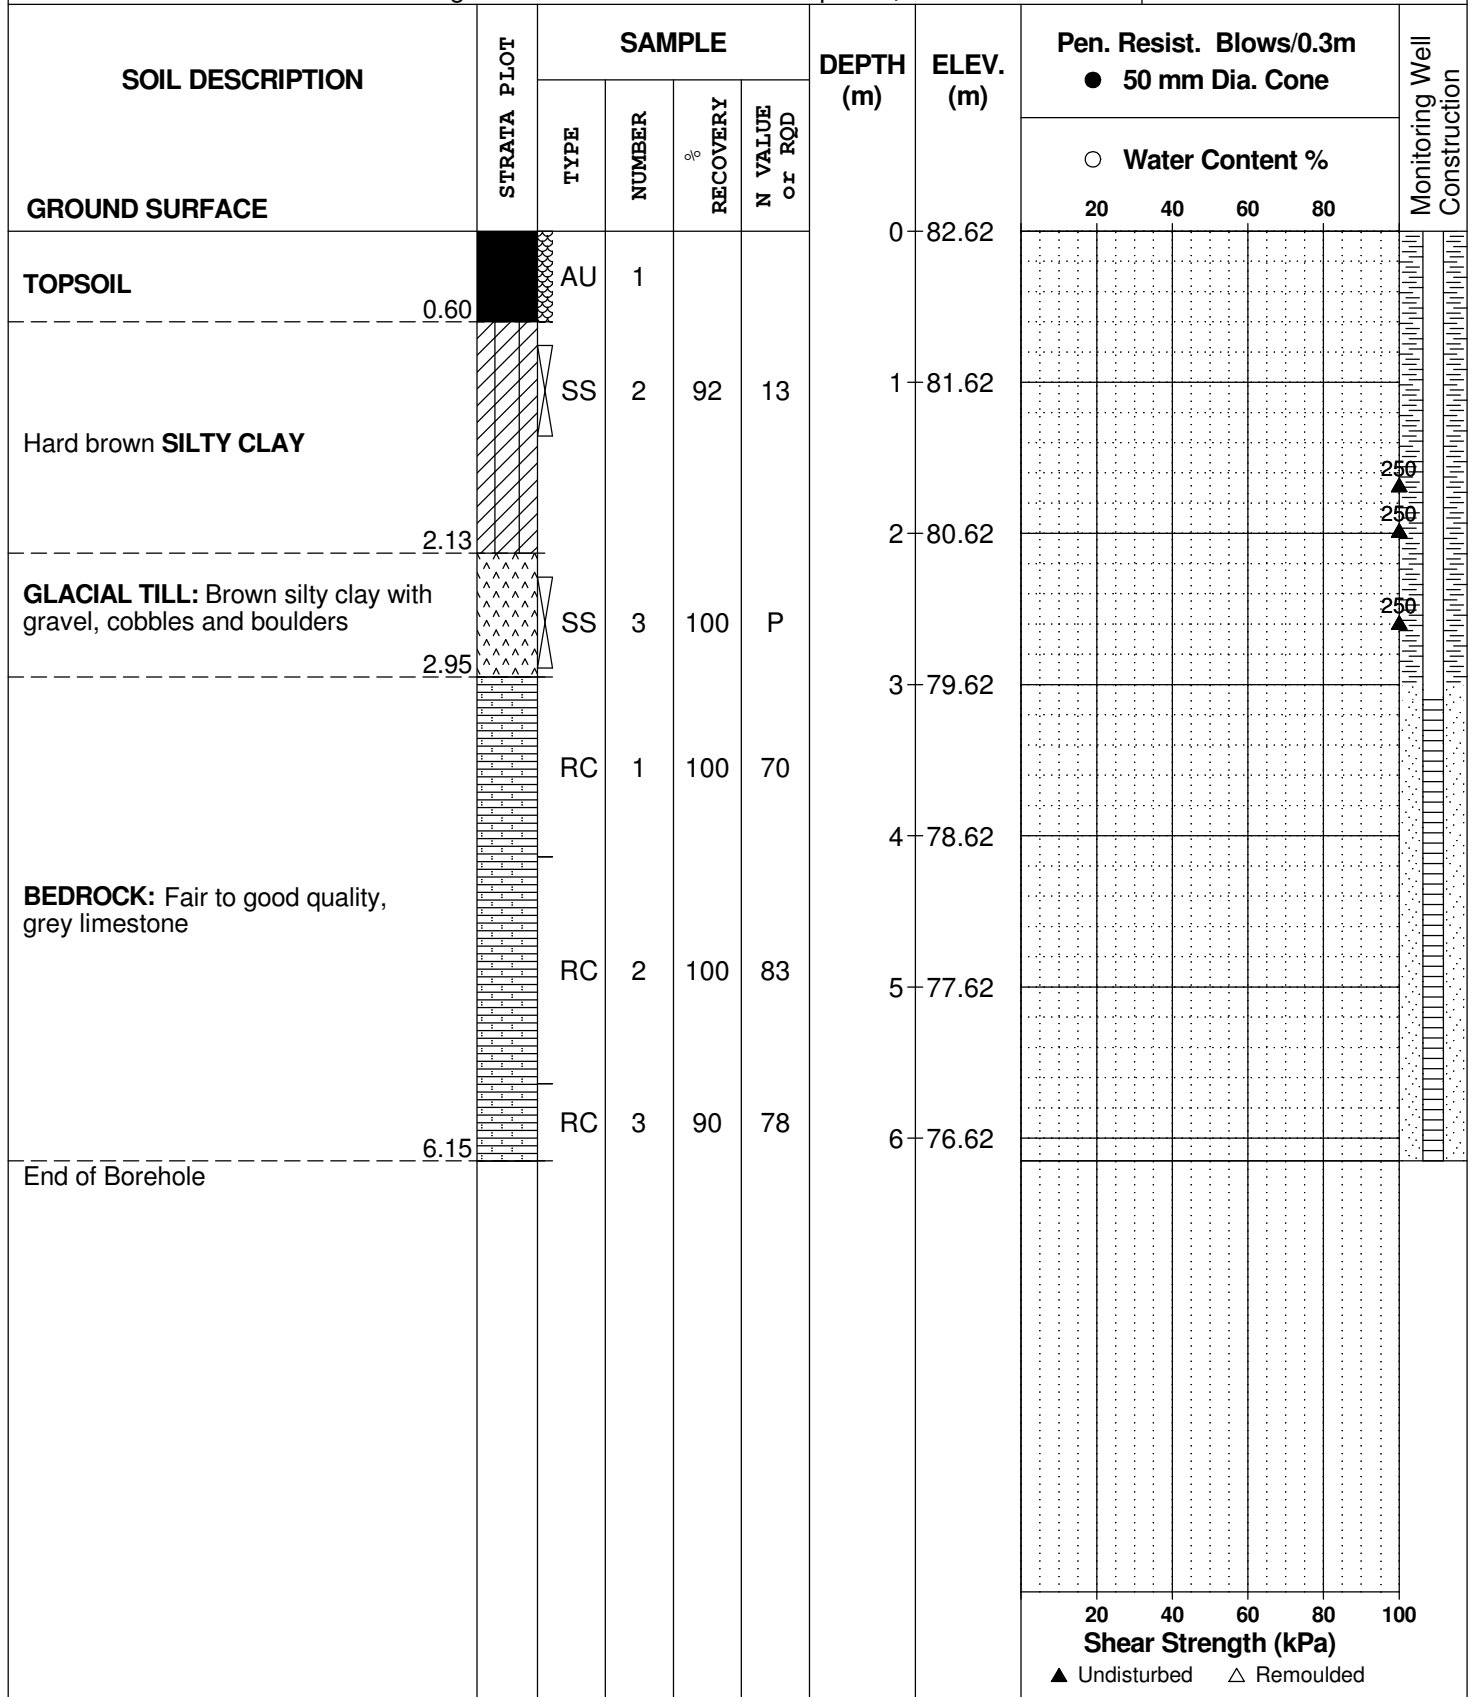 SOIL DESCRIPTION
GROUND SURFACE
STRATA PLOT
SAMPLE
TYPE
NUMBER
%
RECOVERY
N VALUE
or RQD
DEPTH
(m)
ELEV.
(m)
Pen. Resist. Blows/0.3m
● 50 mm Dia. Cone
○ Water Content %
20 40 60 80
Monitoring Well
Construction
0 82.62
TOPSOIL
AU 1
0.60
SS 2 92 13
1 81.62
Hard brown SILTY CLAY
250
250
2.13
2 80.62
GLACIAL TILL: Brown silty clay with
gravel, cobbles and boulders
SS 3 100 P
250
2.95
3 79.62
RC 1 100 70
4 78.62
BEDROCK: Fair to good quality,
grey limestone
RC 2 100 83
5 77.62
RC 3 90 78
6 76.62
6.15
End of Borehole
20 40 60 80 100
Shear Strength (kPa)
▲ Undisturbed △ Remoulded